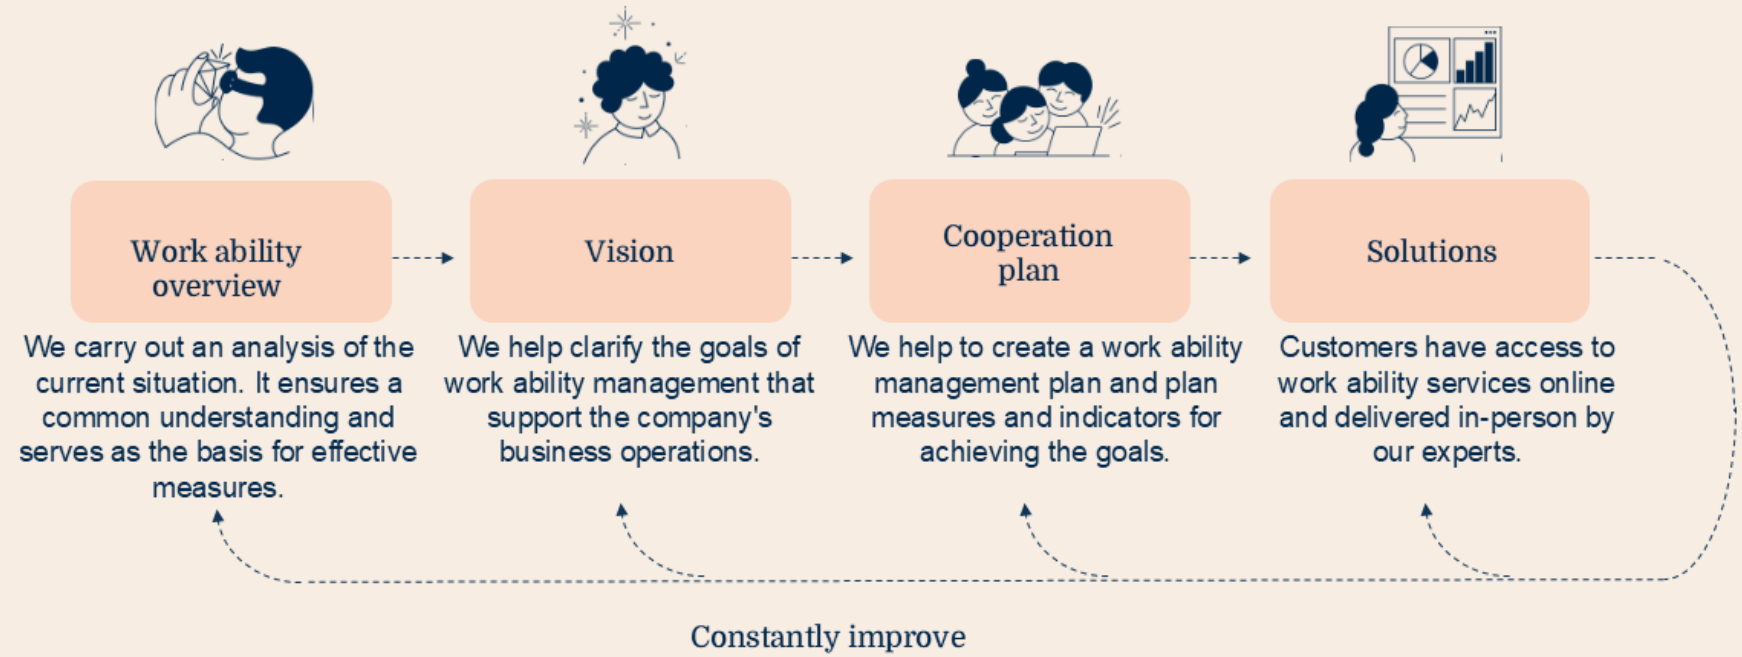 Work ability
overview
We carry out an analysis of the
current situation. It ensures a
common understanding and
serves as the basis for effective
measures.
Vision
We help clarify the goals of
work ability management that
support the company's
business operations.
Cooperation
plan
We help to create a work ability
management plan and plan
measures and indicators for
achieving the goals.
Solutions
Customers have access to
work ability services online
and delivered in-person by
our experts.
Constantly improve